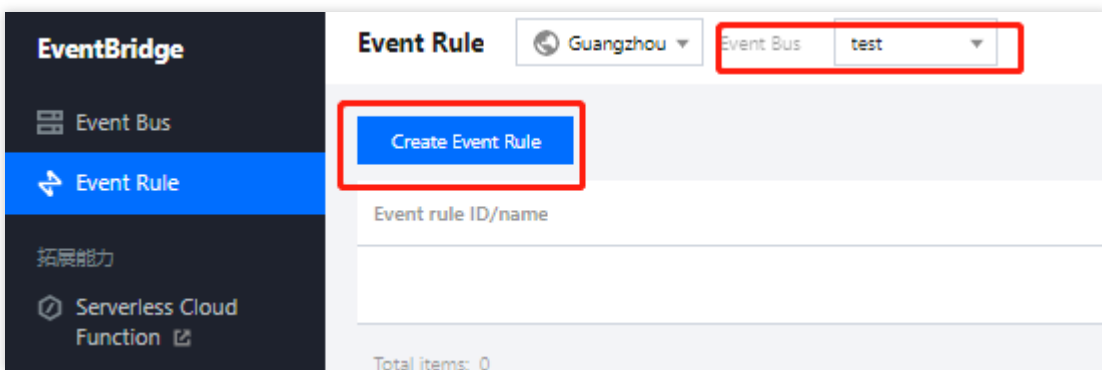 EventBridge
Event Rule
Guangzhou
Event Bus
test
Event Bus
Create Event Rule
Event Rule
Event rule ID/name
拓展能力
Serverless Cloud
Function
Total items: 0